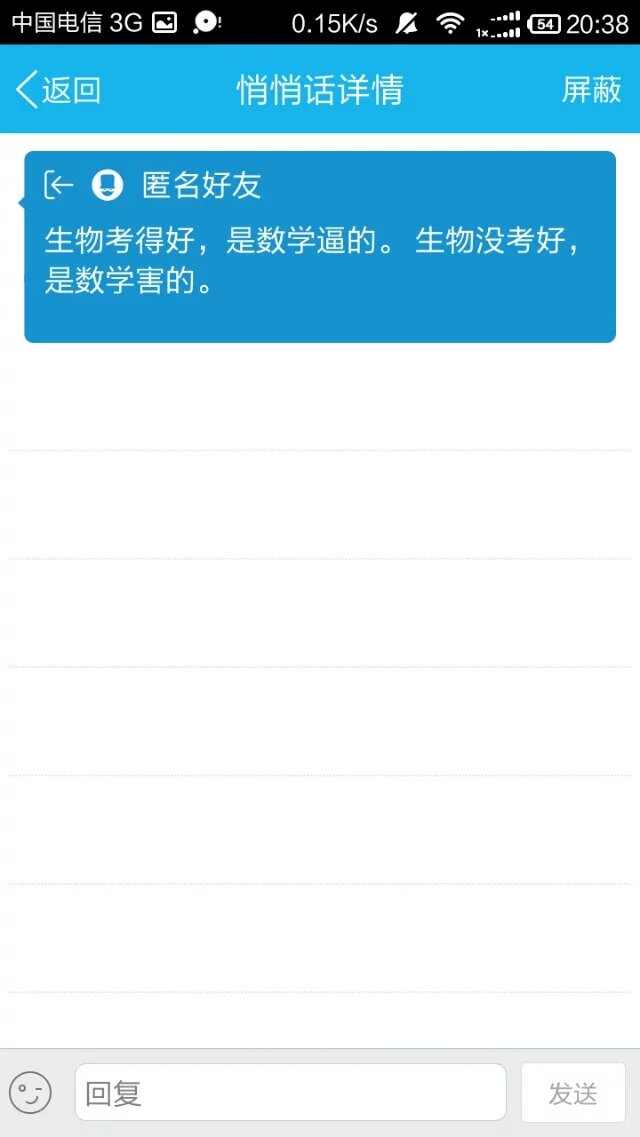 中国电信 3G 0.15K/s 1x 54 20:38
返回 悄悄话详情 屏蔽
匿名好友
生物考得好，是数学逼的。 生物没考好，
是数学害的。
回复 发送